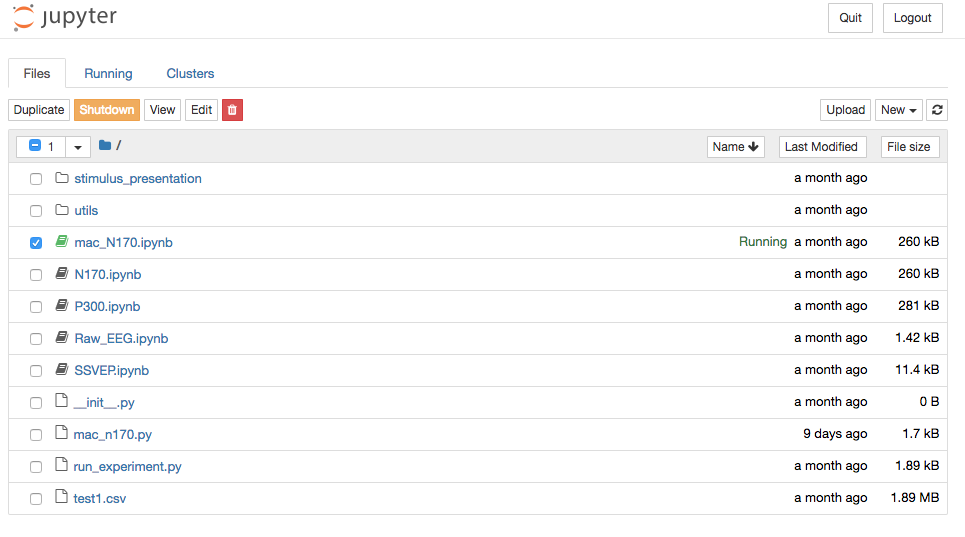 jupyter Quit Logout
Files Running Clusters
Duplicate Shutdown View Edit Upload New
1 / Name Last Modified File size
stimulus_presentation a month ago
utils a month ago
mac_N170.ipynb Running a month ago 260 kB
N170.ipynb a month ago 260 kB
P300.ipynb a month ago 281 kB
Raw_EEG.ipynb a month ago 1.42 kB
SSVEP.ipynb a month ago 11.4 kB
__init__.py a month ago 0 B
mac_n170.py 9 days ago 1.7 kB
run_experiment.py a month ago 1.89 kB
test1.csv a month ago 1.89 MB